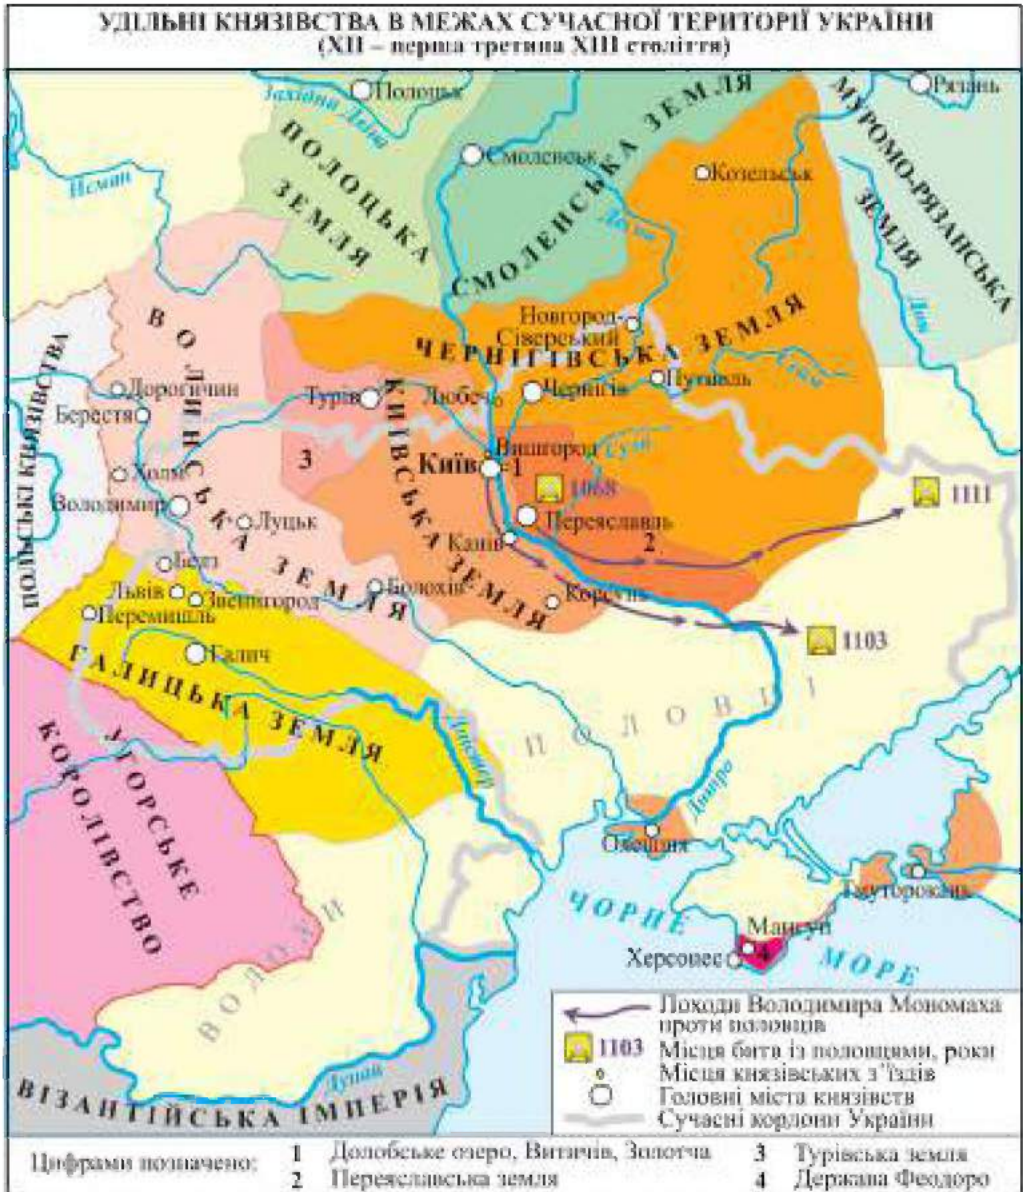 УДІЛЬНІ КНЯЗІВСТВА В МЕЖАХ СУЧАСНОЇ ТЕРИТОРІЇ УКРАЇНИ
(XII – перша третина XIII століття)
Полоцьк
Західна Двіна
Рязань
ПОЛОЦЬКА
ЗЕМЛЯ
Смоленськ
СМОЛЕНСЬКА ЗЕМЛЯ
Козельськ
МУРОМО-РЯЗАНСЬКА
ЗЕМЛЯ
Неман
Десна
Дон
Новгород-
Сіверський
ЧЕРНІГІВСЬКА ЗЕМЛЯ
ВОЛИНСЬКА ЗЕМЛЯ
ПОЛЬСЬКІ КНЯЗІВСТВА
Дорогичин
Берестя
Турів
Любеч
Чернігів
Путивль
Сейм
КИЇВСЬКА ЗЕМЛЯ
Вишгород
Сула
Київ
1
3
Холм
Володимир
Луцьк
1068
1111
Переяславль
Канів
2
Белз
Львів
Звенигород
Болохів
Корсунь
Перемишль
1103
Галич
ГАЛИЦЬКА ЗЕМЛЯ
ПОЛОВЦІ
УГОРСЬКЕ
КОРОЛІВСТВО
Дністер
Дніпро
Олешшя
Тмуторокань
ВОЛОХИ
ЧОРНЕ МОРЕ
Мангуп
4
Херсонес
Дунай
ВІЗАНТІЙСЬКА ІМПЕРІЯ
Походи Володимира Мономаха
проти половців
1103 Місця битв із половцями, роки
Місця князівських з’їздів
Головні міста князівств
Сучасні кордони України
Цифрами позначено:
1 Долобське озеро, Витичів, Золотча
2 Переяславська земля
3 Турівська земля
4 Держава Феодоро